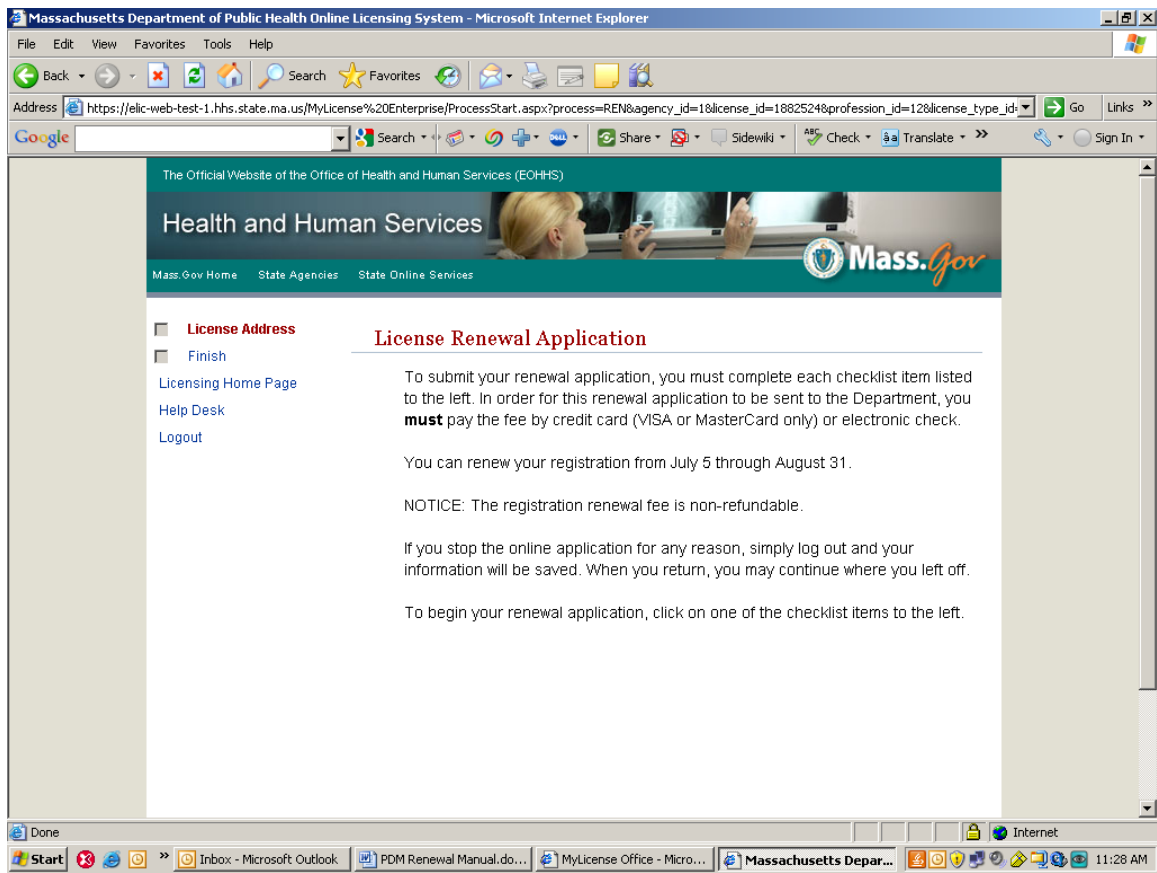 Massachusetts Department of Public Health Online Licensing System - Microsoft Internet Explorer
File Edit View Favorites Tools Help
Back Search Favorites
Address https://elic-web-test-1.hhs.state.ma.us/MyLicense%20Enterprise/ProcessStart.aspx?process=REN&agency_id=1&license_id=1882524&profession_id=12&license_type_id= Go Links »
Google Search Share Sidewiki Check Translate » Sign In
The Official Website of the Office of Health and Human Services (EOHHS)
Health and Human Services
Mass.Gov
Mass.Gov Home State Agencies State Online Services
License Address
Finish
Licensing Home Page
Help Desk
Logout
License Renewal Application
To submit your renewal application, you must complete each checklist item listed
to the left. In order for this renewal application to be sent to the Department, you
must pay the fee by credit card (VISA or MasterCard only) or electronic check.
You can renew your registration from July 5 through August 31.
NOTICE: The registration renewal fee is non-refundable.
If you stop the online application for any reason, simply log out and your
information will be saved. When you return, you may continue where you left off.
To begin your renewal application, click on one of the checklist items to the left.
Done Internet
Start » Inbox - Microsoft Outlook PDM Renewal Manual.do... MyLicense Office - Micro... Massachusetts Depar... 11:28 AM